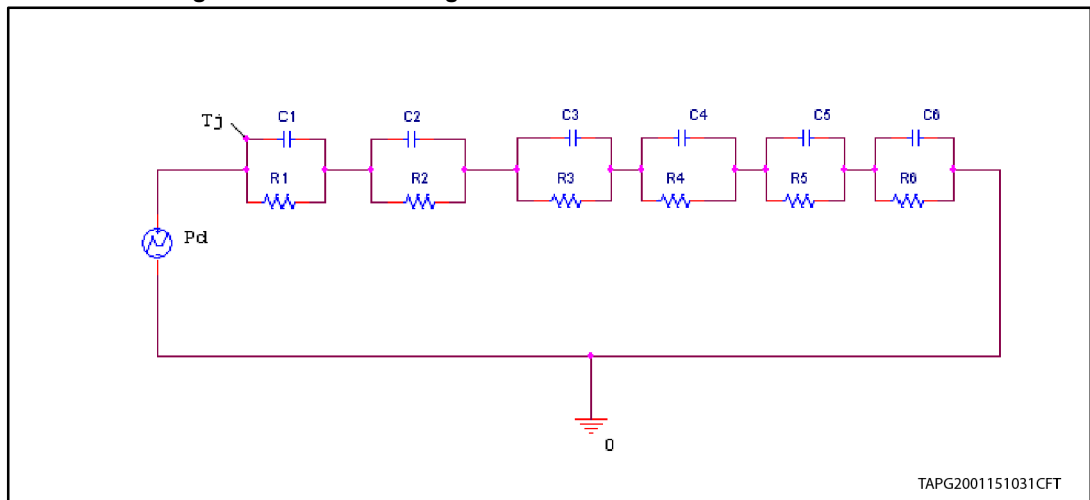 Tj
C1
C2
C3
C4
C5
C6
R1
R2
R3
R4
R5
R6
Pd
0
TAPG2001151031CFT